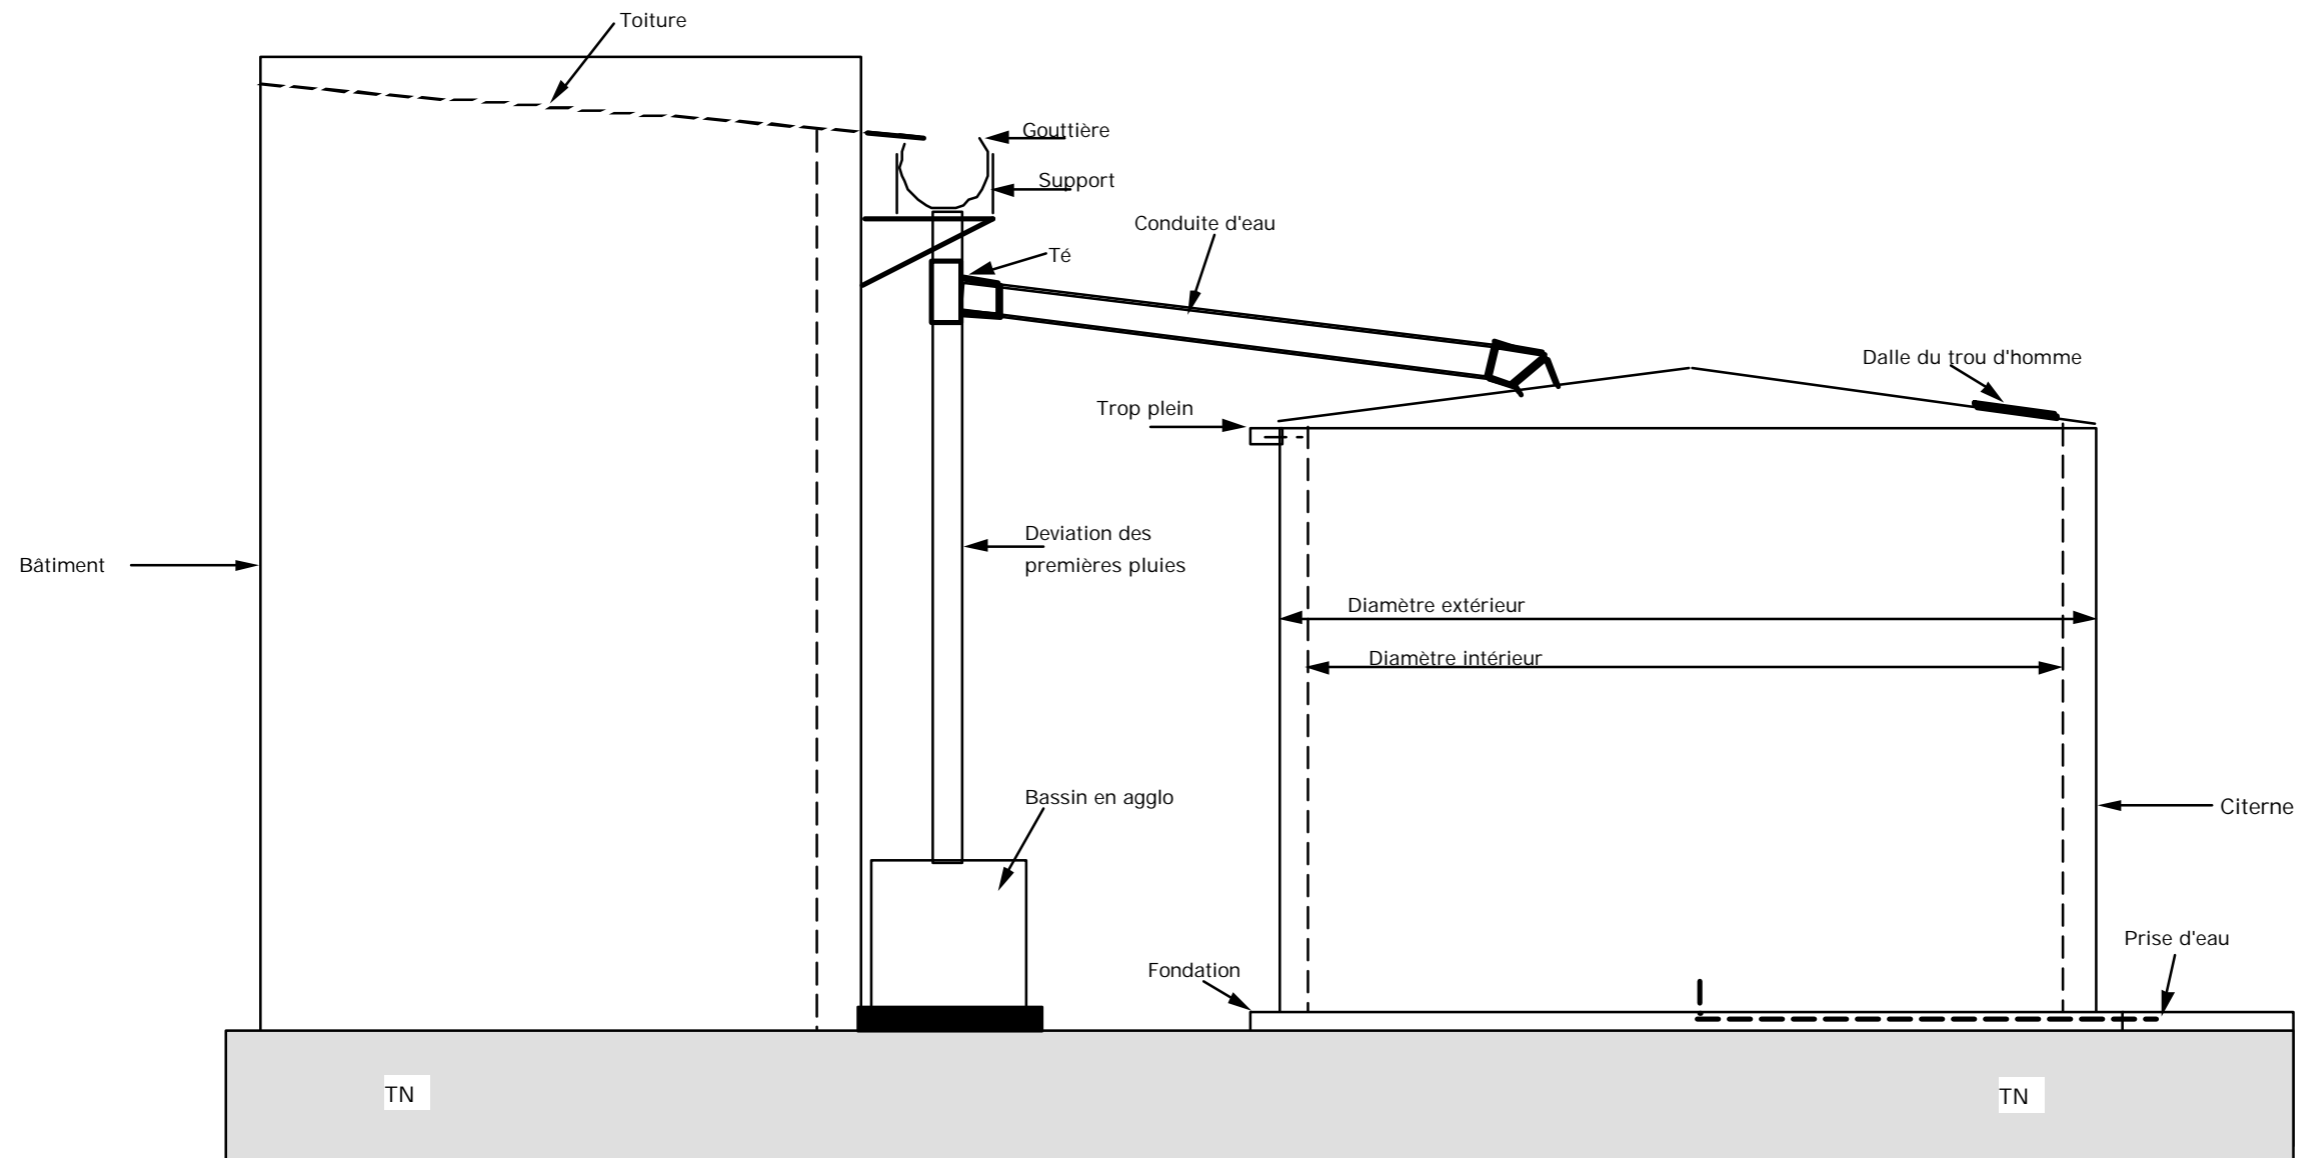 Toiture
Gouttière
Support
Conduite d'eau
Té
Dalle du trou d'homme
Trop plein
Deviation des
premières pluies
Bâtiment
Diamètre extérieur
Diamètre intérieur
Bassin en agglo
Citerne
Prise d'eau
Fondation
TN
TN